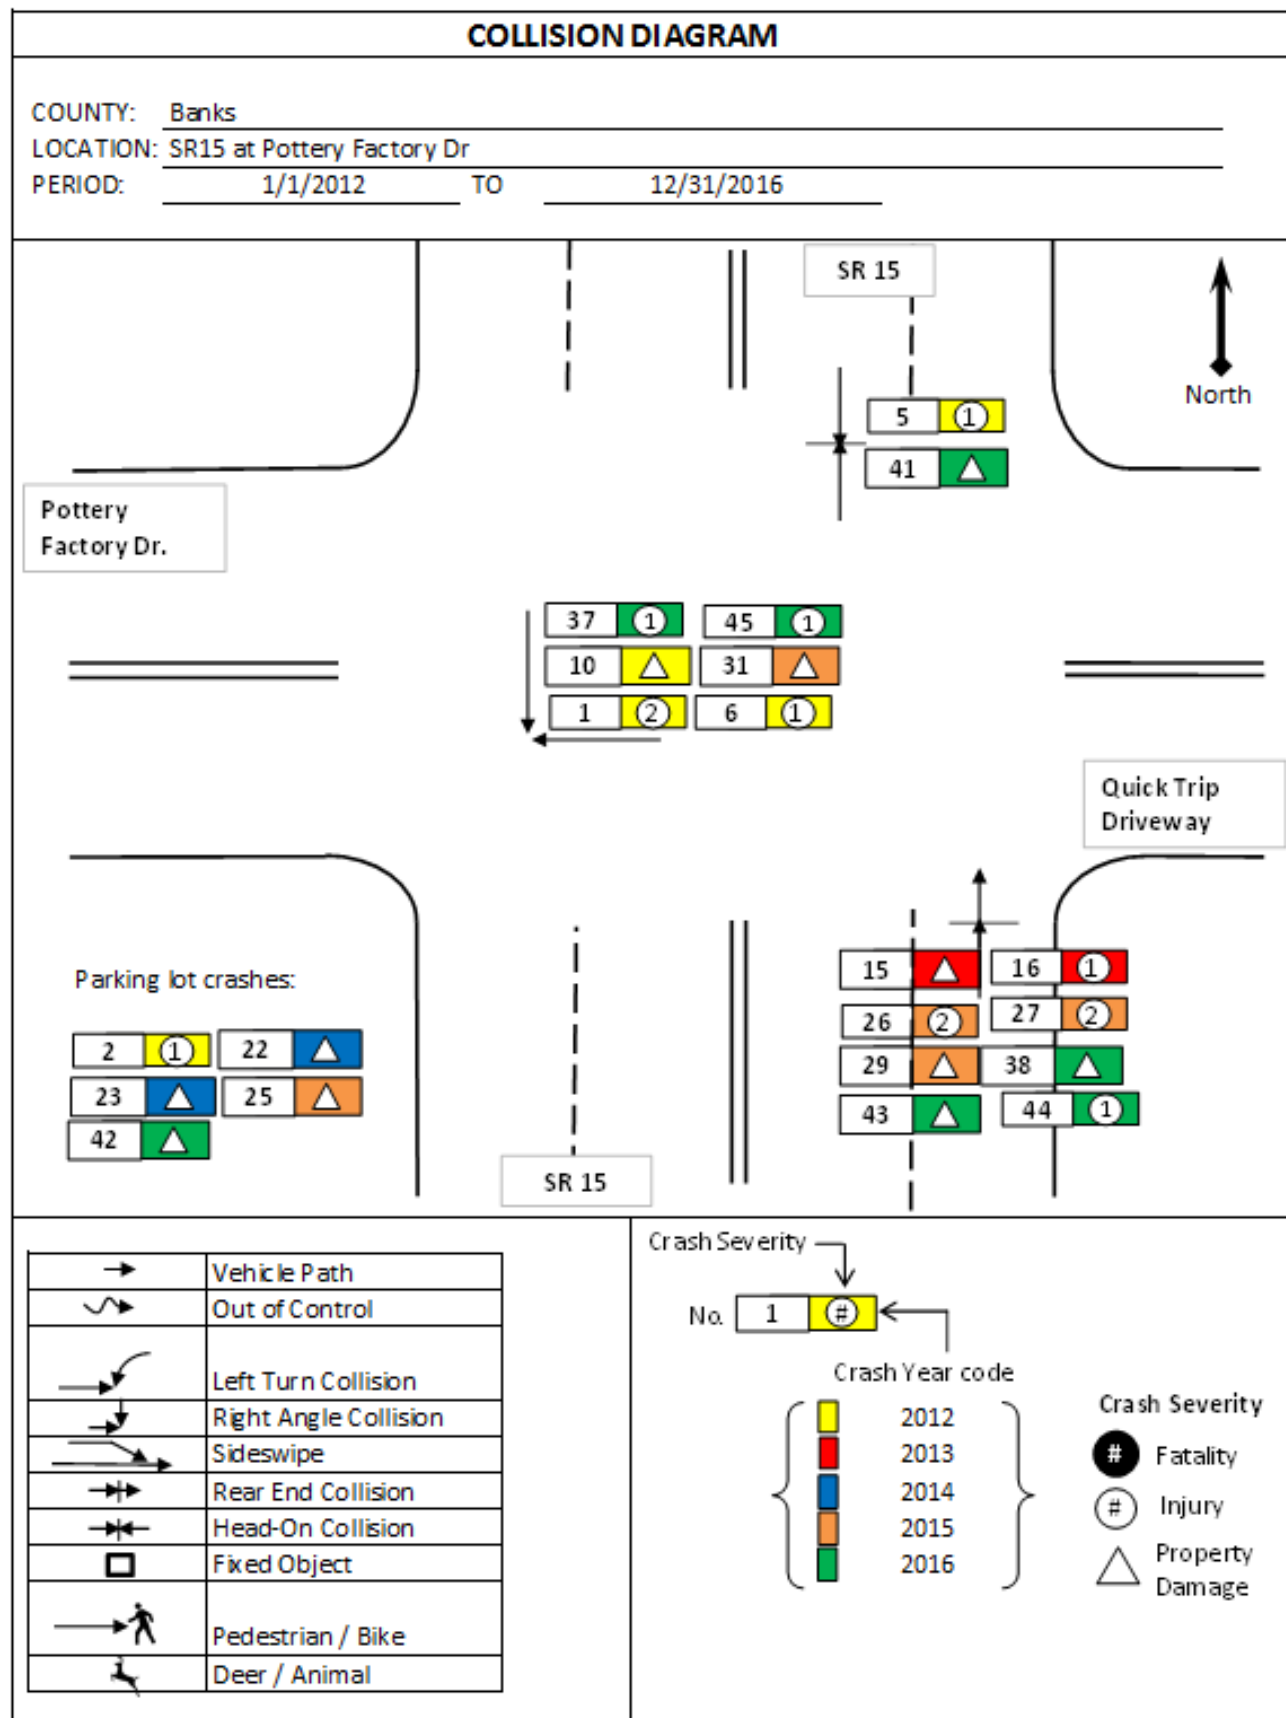 COLLISION DIAGRAM
COUNTY: Banks
LOCATION: SR15 at Pottery Factory Dr
PERIOD: 1/1/2012 TO 12/31/2016
SR 15
North
5 1
41
Pottery
Factory Dr.
37 1 45 1
10 31
1 2 6 1
Quick Trip
Driveway
Parking lot crashes:
15 16 1
26 2 27 2
29 38
43 44 1
2 1 22
23 25
42
SR 15
Vehicle Path
Out of Control
Left Turn Collision
Right Angle Collision
Sideswipe
Rear End Collision
Head-On Collision
Fixed Object
Pedestrian / Bike
Deer / Animal
Crash Severity
No. 1 #
Crash Year code
2012
2013
2014
2015
2016
Crash Severity
# Fatality
# Injury
Property
Damage